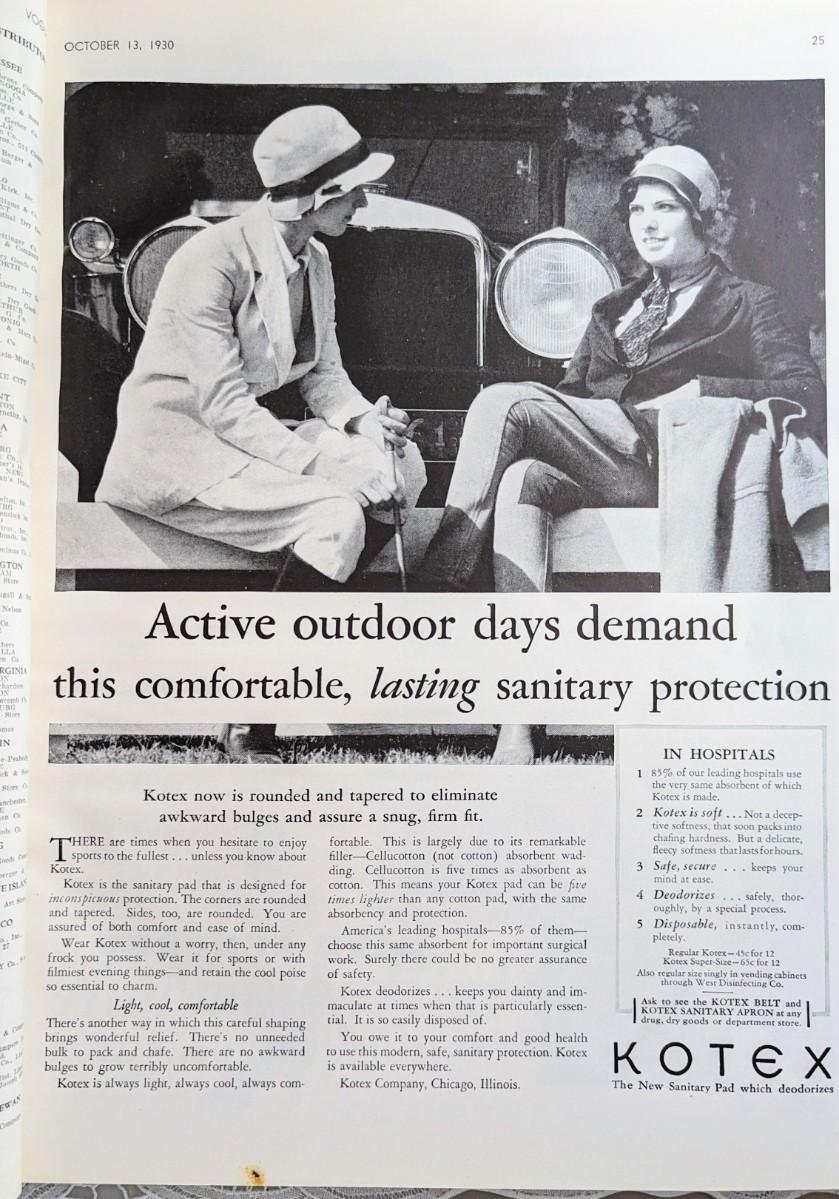 VOG
OCTOBER 13, 1930
25
Active outdoor days demand
this comfortable, lasting sanitary protection
Kotex now is rounded and tapered to eliminate
awkward bulges and assure a snug, firm fit.
THERE are times when you hesitate to enjoy
sports to the fullest . . . unless you know about
Kotex.
Kotex is the sanitary pad that is designed for
inconspicuous protection. The corners are rounded
and tapered. Sides, too, are rounded. You are
assured of both comfort and ease of mind.
Wear Kotex without a worry, then, under any
frock you possess. Wear it for sports or with
filmiest evening things—and retain the cool poise
so essential to charm.
Light, cool, comfortable
There's another way in which this careful shaping
brings wonderful relief. There's no unneeded
bulk to pack and chafe. There are no awkward
bulges to grow terribly uncomfortable.
Kotex is always light, always cool, always com-
fortable. This is largely due to its remarkable
filler—Cellucotton (not cotton) absorbent wad-
ding. Cellucotton is five times as absorbent as
cotton. This means your Kotex pad can be five
times lighter than any cotton pad, with the same
absorbency and protection.
America's leading hospitals—85% of them—
choose this same absorbent for important surgical
work. Surely there could be no greater assurance
of safety.
Kotex deodorizes . . . keeps you dainty and im-
maculate at times when that is particularly essen-
tial. It is so easily disposed of.
You owe it to your comfort and good health
to use this modern, safe, sanitary protection. Kotex
is available everywhere.
Kotex Company, Chicago, Illinois.
IN HOSPITALS
1 85% of our leading hospitals use
the very same absorbent of which
Kotex is made.
2 Kotex is soft . . . Not a decep-
tive softness, that soon packs into
chafing hardness. But a delicate,
fleecy softness that lasts for hours.
3 Safe, secure . . . keeps your
mind at ease.
4 Deodorizes . . . safely, thor-
oughly, by a special process.
5 Disposable, instantly, com-
pletely.
Regular Kotex—45c for 12
Kotex Super-Size—65c for 12
Also regular size singly in vending cabinets
through West Disinfecting Co.
Ask to see the KOTEX BELT and
KOTEX SANITARY APRON at any
drug, dry goods or department store.
KOTEX
The New Sanitary Pad which deodorizes